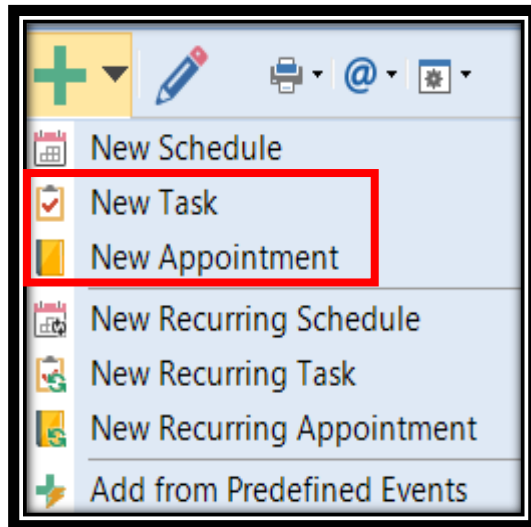 @
New Schedule
New Task
New Appointment
New Recurring Schedule
New Recurring Task
New Recurring Appointment
Add from Predefined Events